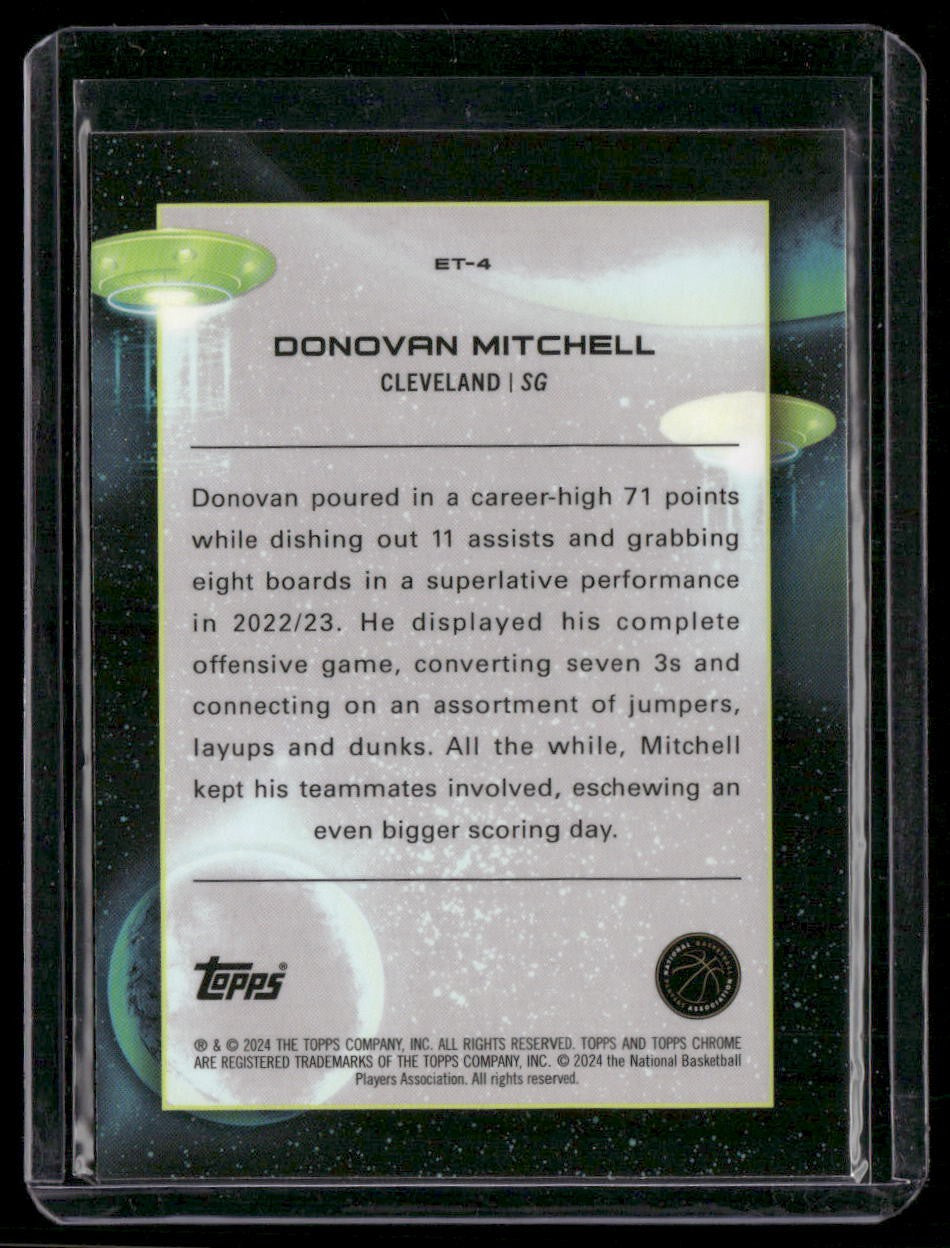 ET-4
DONOVAN MITCHELL
CLEVELAND | SG
Donovan poured in a career-high 71 points
while dishing out 11 assists and grabbing
eight boards in a superlative performance
in 2022/23. He displayed his complete
offensive game, converting seven 3s and
connecting on an assortment of jumpers,
layups and dunks. All the while, Mitchell
kept his teammates involved, eschewing an
even bigger scoring day.
Topps®
NATIONAL BASKETBALL PLAYERS ASSOCIATION
® & © 2024 THE TOPPS COMPANY, INC. ALL RIGHTS RESERVED. TOPPS AND TOPPS CHROME
ARE REGISTERED TRADEMARKS OF THE TOPPS COMPANY, INC. © 2024 the National Basketball
Players Association. All rights reserved.